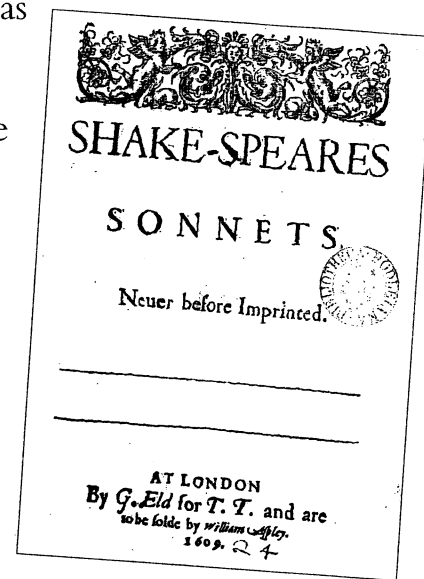 as
e
SHAKE-SPEARES
SONNETS.
Neuer before Imprinted.
AT LONDON
By G. Eld for T. T. and are
to be solde by William Aspley.
1609. 24